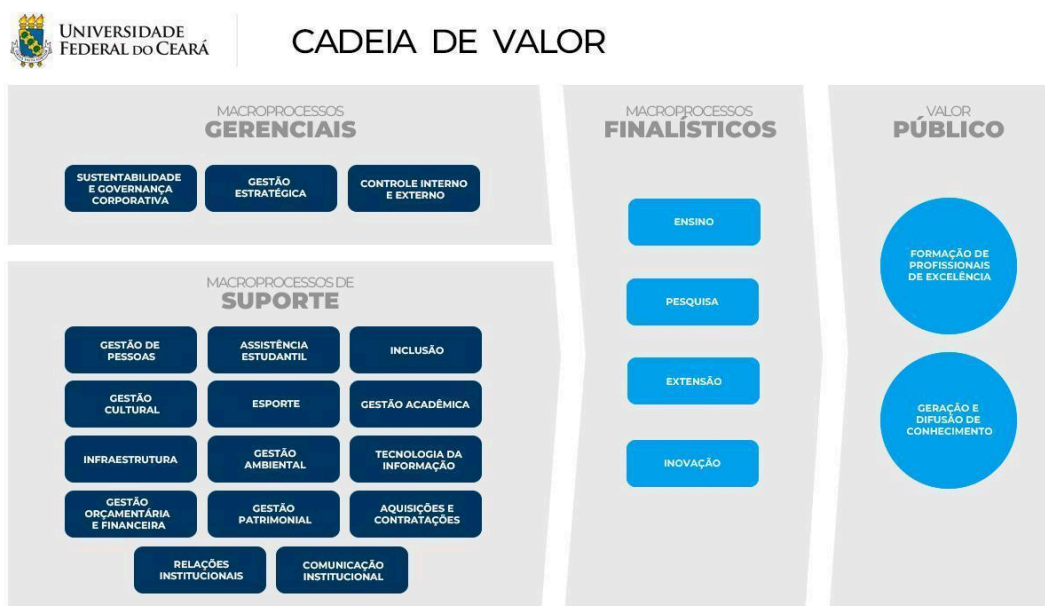 UNIVERSIDADE
FEDERAL DO CEARÁ
CADEIA DE VALOR
MACROPROCESSOS
GERENCIAIS
SUSTENTABILIDADE
E GOVERNANÇA
CORPORATIVA
GESTÃO
ESTRATÉGICA
CONTROLE INTERNO
E EXTERNO
MACROPROCESSOS DE
SUPORTE
GESTÃO DE
PESSOAS
ASSISTÊNCIA
ESTUDANTIL
INCLUSÃO
GESTÃO
CULTURAL
ESPORTE
GESTÃO ACADÊMICA
INFRAESTRUTURA
GESTÃO
AMBIENTAL
TECNOLOGIA DA
INFORMAÇÃO
GESTÃO
ORÇAMENTÁRIA
E FINANCEIRA
GESTÃO
PATRIMONIAL
AQUISIÇÕES E
CONTRATAÇÕES
RELAÇÕES
INSTITUCIONAIS
COMUNICAÇÃO
INSTITUCIONAL
MACROPROCESSOS
FINALÍSTICOS
ENSINO
PESQUISA
EXTENSÃO
INOVAÇÃO
VALOR
PÚBLICO
FORMAÇÃO DE
PROFISSIONAIS
DE EXCELÊNCIA
GERAÇÃO E
DIFUSÃO DE
CONHECIMENTO